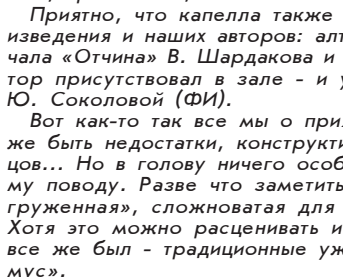 Приятно, что капелла также
изведения и наших авторов: алт
чала «Отчина» В. Шардакова и
тор присутствовал в зале - и у
Ю. Соколовой (ФИ).
Вот как-то так все мы о при
же быть недостатки, конструкти
цов... Но в голову ничего особ
му поводу. Разве что заметить
груженная», сложноватая для
Хотя это можно расценивать и
все же был - традиционные уж
мус».